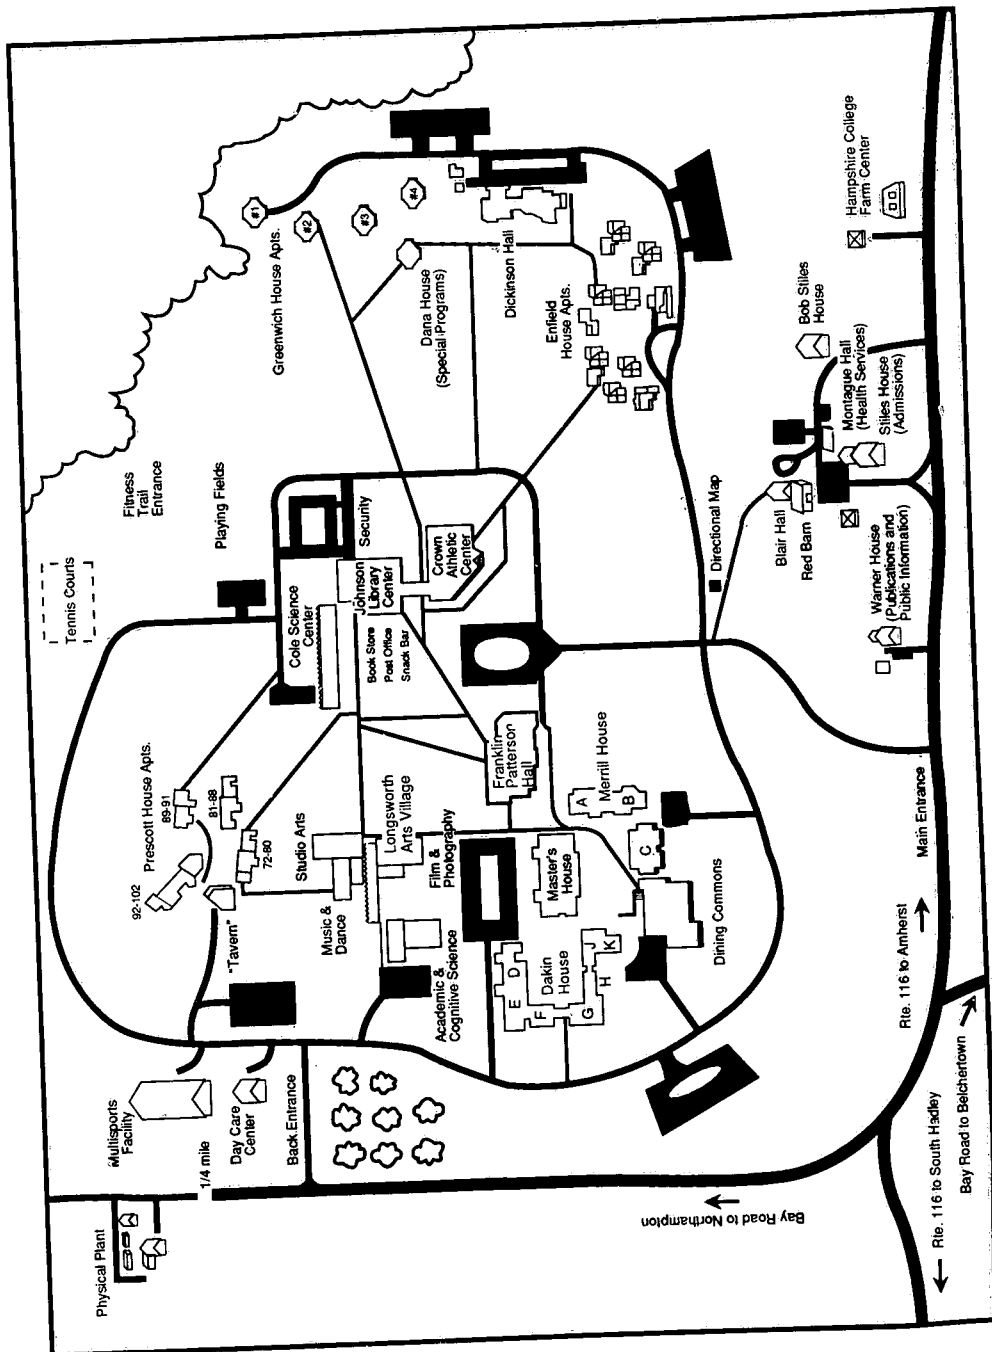 Physical Plant
Multisports
Facility
1/4 mile
Day Care
Center
Back Entrance
Bay Road to Northampton
Rte. 116 to South Hadley
Bay Road to Belchertown
Rte. 116 to Amherst
Main Entrance
92-102
Prescott House Apts.
89-91
81-88
72-80
"Tavern"
Studio Arts
Music &
Dance
Longsworth
Arts Village
Film &
Photography
Academic &
Cognitive Science
E
D
F
Dakin
House
G
H
J
K
Master's
House
Dining Commons
A
Merrill House
B
C
Franklin
Patterson
Hall
Tennis Courts
Fitness
Trail
Entrance
Playing Fields
Cole Science
Center
Security
Johnson
Library
Center
Book Store
Post Office
Snack Bar
Crown
Athletic
Center
Greenwich House Apts.
#1
#2
#3
#4
Dana House
(Special Programs)
Dickinson Hall
Enfield
House Apts.
Directional Map
Blair Hall
Red Barn
Warner House
(Publications and
Public Information)
Bob Stiles
House
Montague Hall
(Health Services)
Stiles House
(Admissions)
Hampshire College
Farm Center